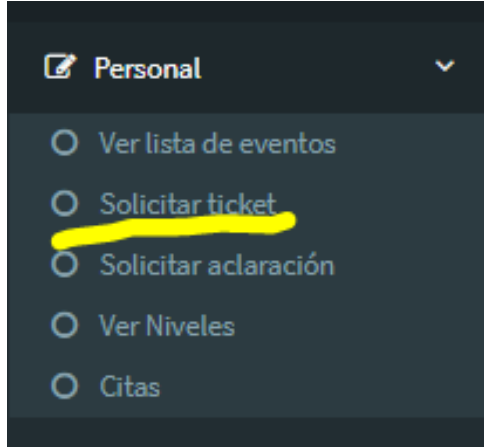 Personal
Ver lista de eventos
Solicitar ticket
Solicitar aclaración
Ver Niveles
Citas